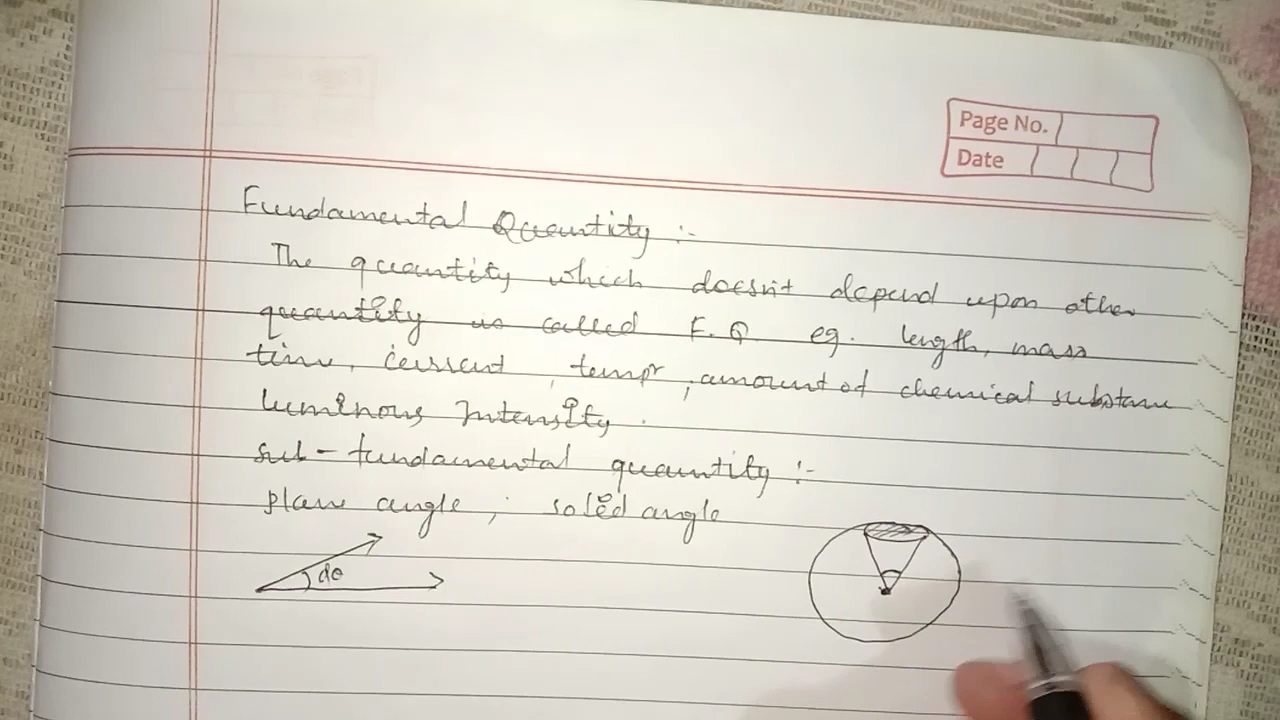 Page No.
Date
Fundamental Quantity :-
The quantity which doesn't depend upon other
quantity is called F.Q eg. length, mass
time, current, tempr, amount of chemical substance
luminous Intensity.
sub-fundamental quantity :-
plane angle, solid angle
dθ